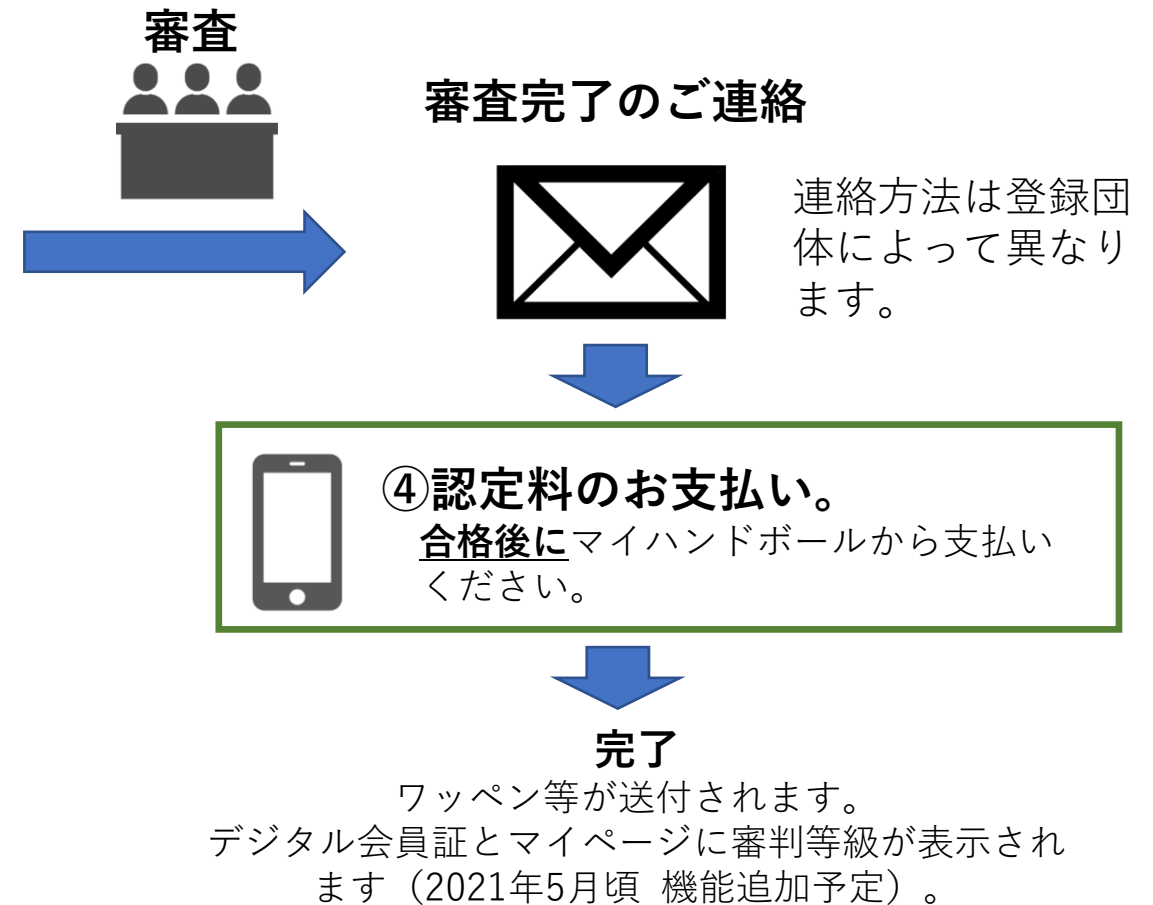 審査
審査完了のご連絡
連絡方法は登録団
体によって異なり
ます。
④認定料のお支払い。
合格後にマイハンドボールから支払い
ください。
完了
ワッペン等が送付されます。
デジタル会員証とマイページに審判等級が表示され
ます（2021年5月頃 機能追加予定）。